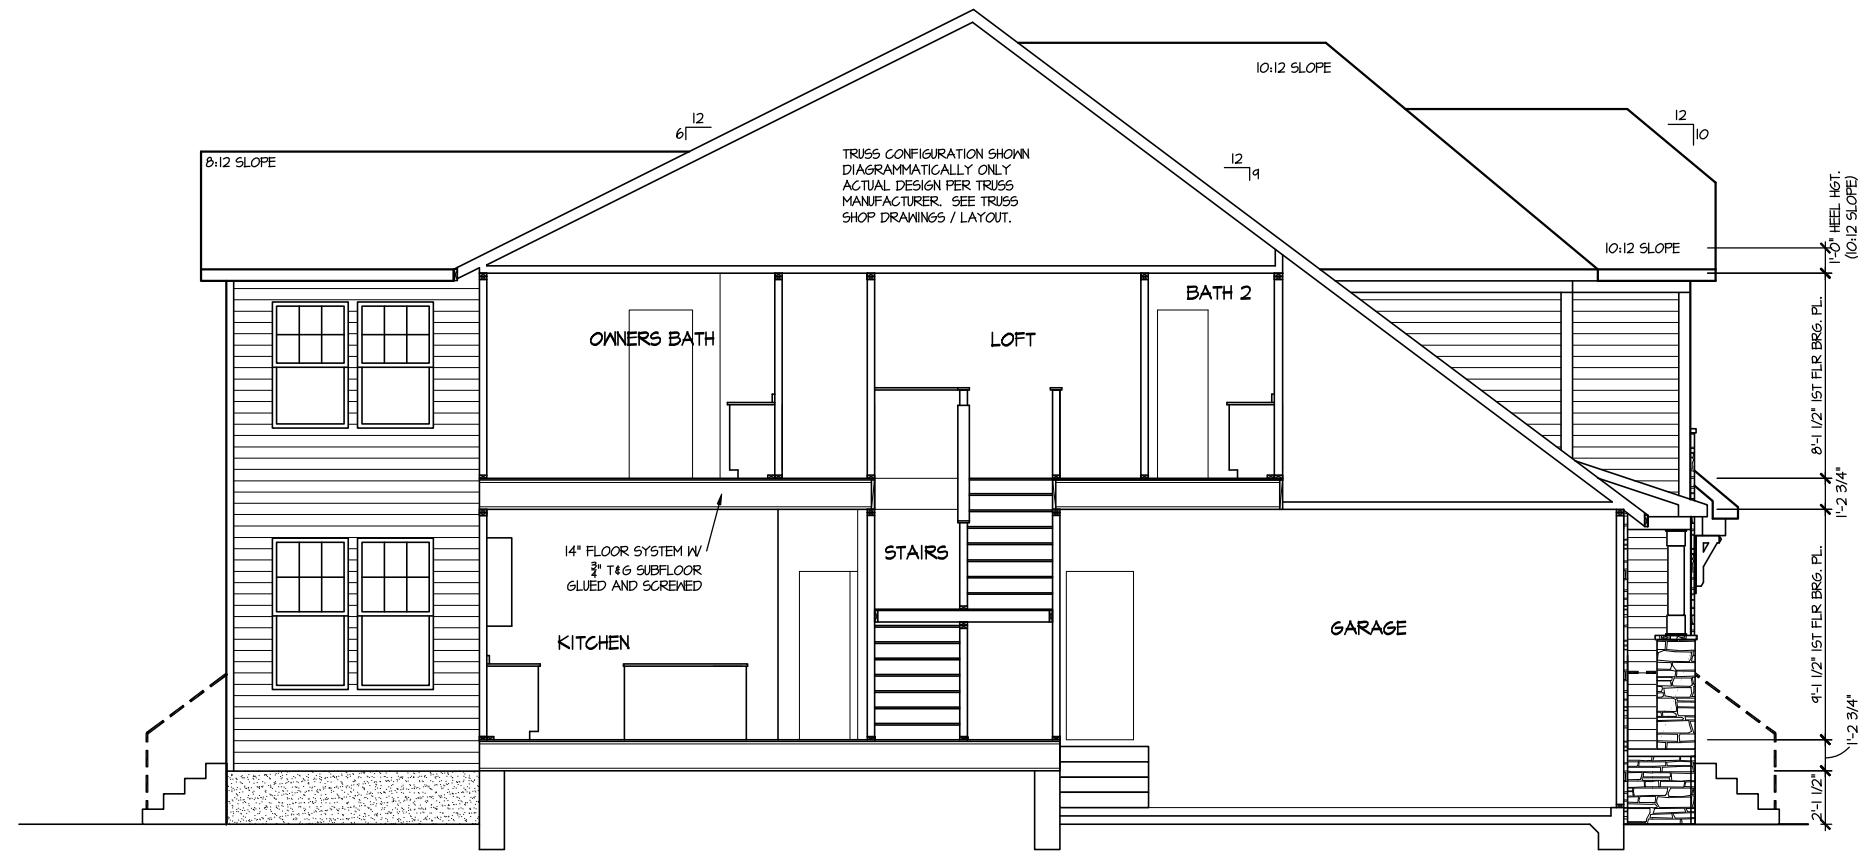 10:12 SLOPE
12
6
12
10
8:12 SLOPE
TRUSS CONFIGURATION SHOWN
DIAGRAMMATICALLY ONLY
ACTUAL DESIGN PER TRUSS
MANUFACTURER. SEE TRUSS
SHOP DRAWINGS / LAYOUT.
12
9
1'-0" HEEL HGT.
(10:12 SLOPE)
10:12 SLOPE
BATH 2
OWNERS BATH
LOFT
8'-1 1/2" 1ST FLR BRG. PL.
1'-2 3/4"
14" FLOOR SYSTEM W/
3/4" T&G SUBFLOOR
GLUED AND SCREWED
STAIRS
KITCHEN
GARAGE
9'-1 1/2" 1ST FLR BRG. PL.
1'-2 3/4"
2'-1 1/2"